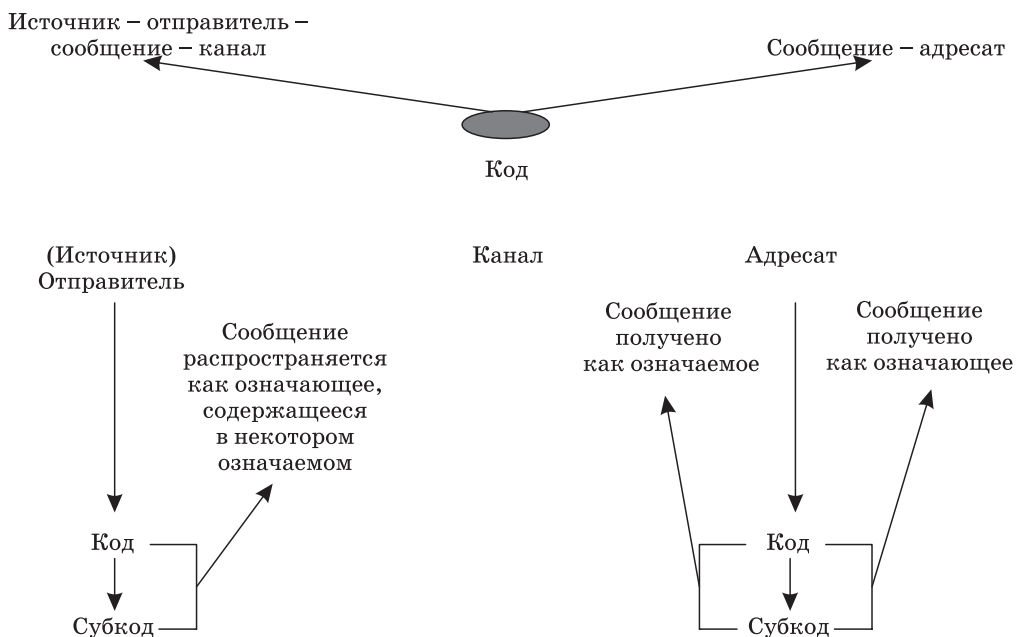 Источник – отправитель –
сообщение – канал
Сообщение – адресат
Код
(Источник)
Отправитель
Канал
Адресат
Сообщение
распространяется
как означающее,
содержащееся
в некотором
означаемом
Сообщение
получено
как означаемое
Сообщение
получено
как означающее
Код
Субкод
Код
Субкод